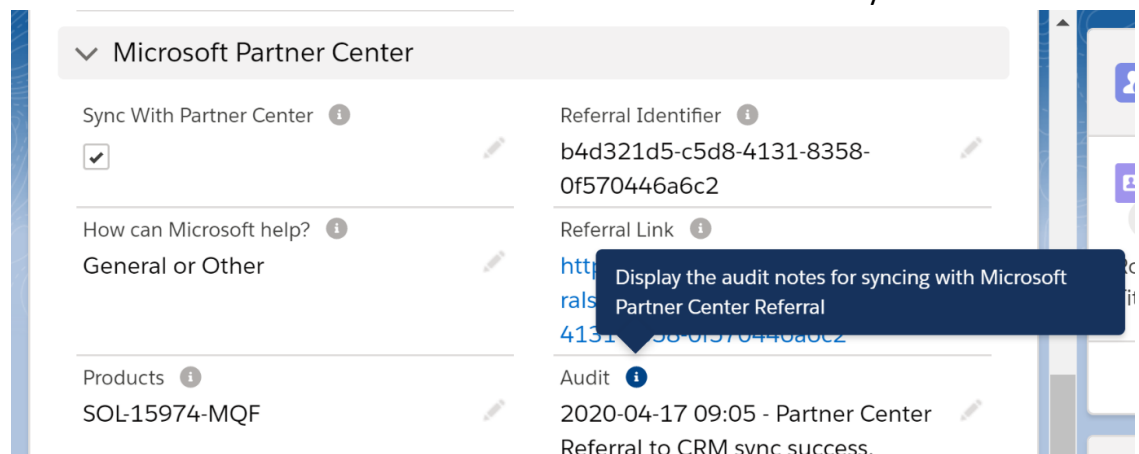 Microsoft Partner Center
Sync With Partner Center
Referral Identifier
b4d321d5-c5d8-4131-8358-
0f570446a6c2
How can Microsoft help?
General or Other
Referral Link
http
rals
Display the audit notes for syncing with Microsoft
Partner Center Referral
Products
SOL-15974-MQF
Audit
2020-04-17 09:05 - Partner Center
Referral to CRM sync success.